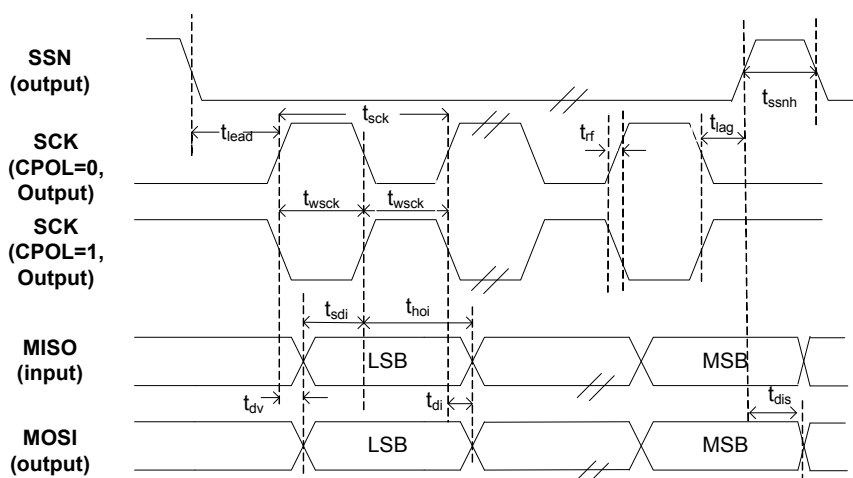 SSN
(output)
t_ssnh
t_sck
t_lead
t_rf
t_lag
SCK
(CPOL=0,
Output)
t_wsck
t_wsck
SCK
(CPOL=1,
Output)
t_sdi
t_hoi
MISO
(input)
LSB
MSB
t_dv
t_di
t_dis
MOSI
(output)
LSB
MSB